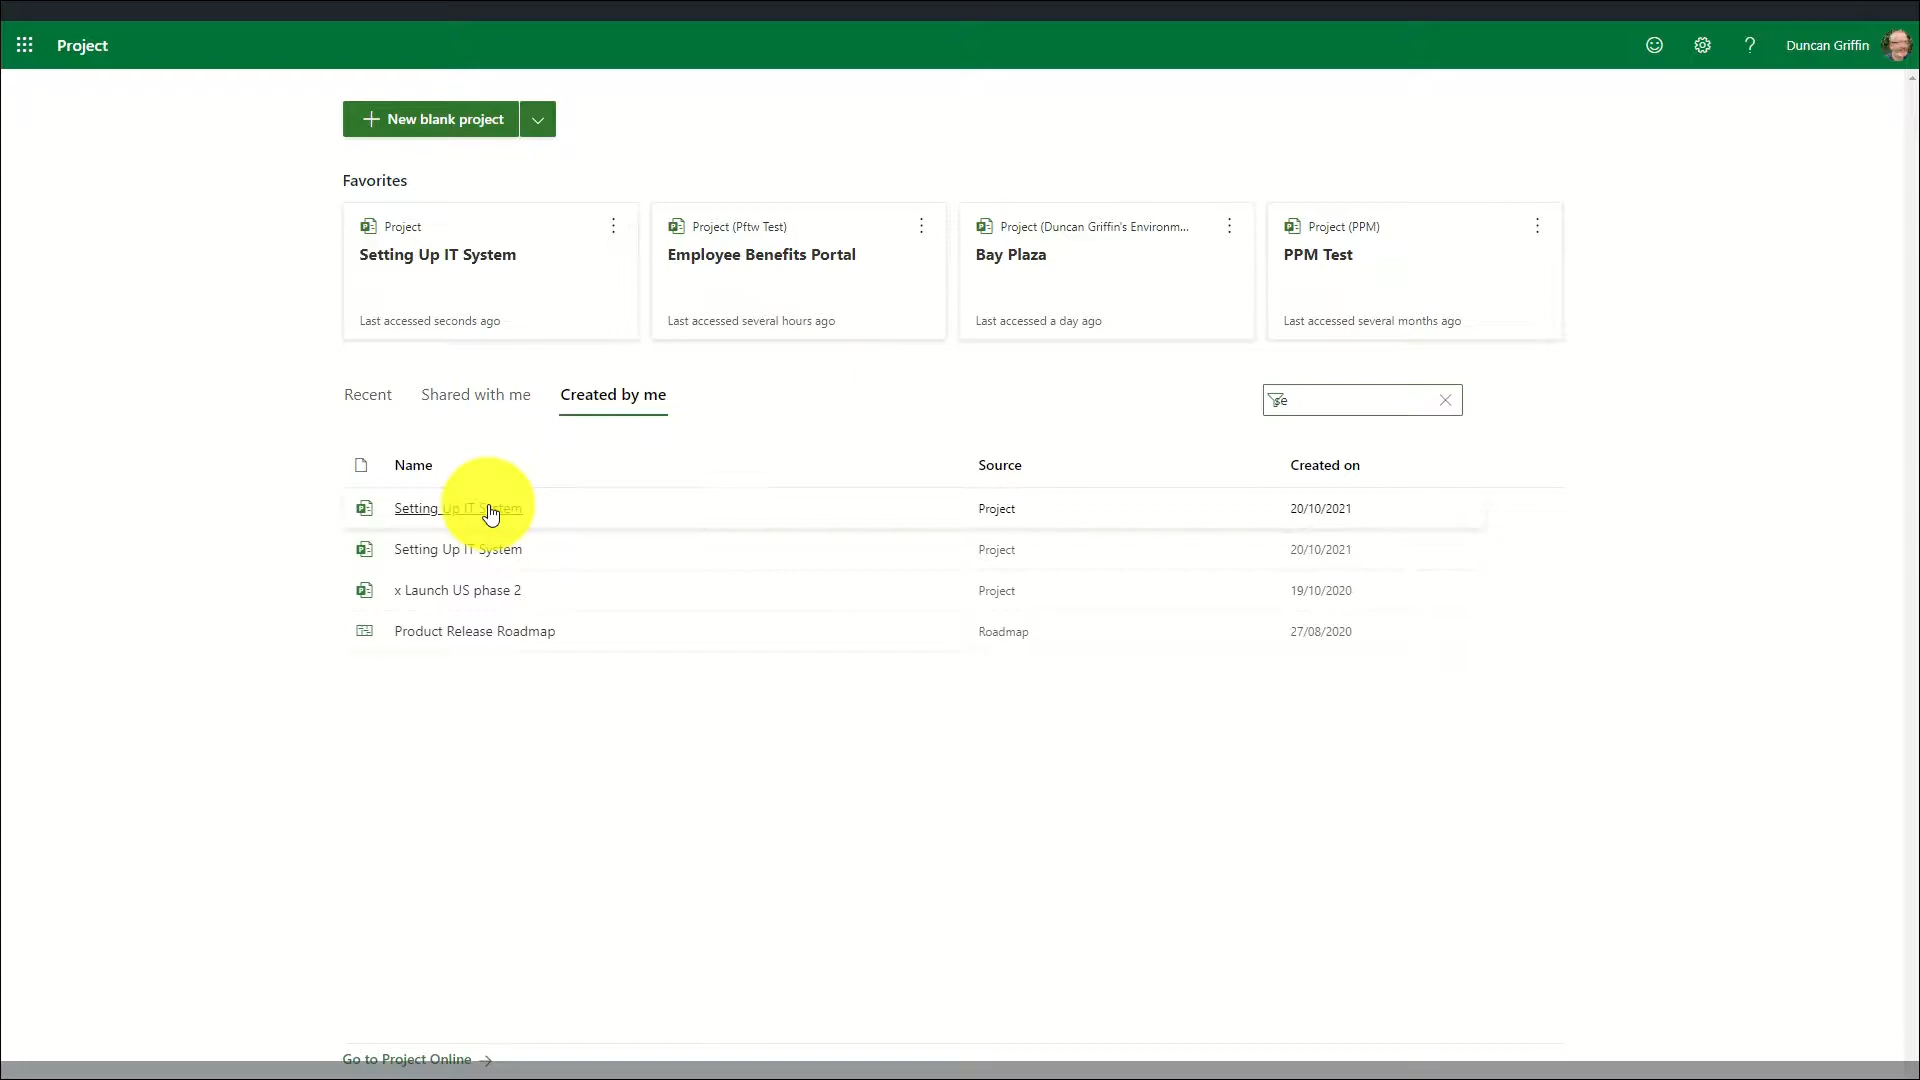 Project
? Duncan Griffin
New blank project
Favorites
Project
Setting Up IT System
Last accessed seconds ago
Project (Pftw Test)
Employee Benefits Portal
Last accessed several hours ago
Project (Duncan Griffin's Environm...
Bay Plaza
Last accessed a day ago
Project (PPM)
PPM Test
Last accessed several months ago
Recent Shared with me Created by me
se
Name Source Created on
Setting Up IT System Project 20/10/2021
Setting Up IT System Project 20/10/2021
x Launch US phase 2 Project 19/10/2020
Product Release Roadmap Roadmap 27/08/2020
Go to Project Online